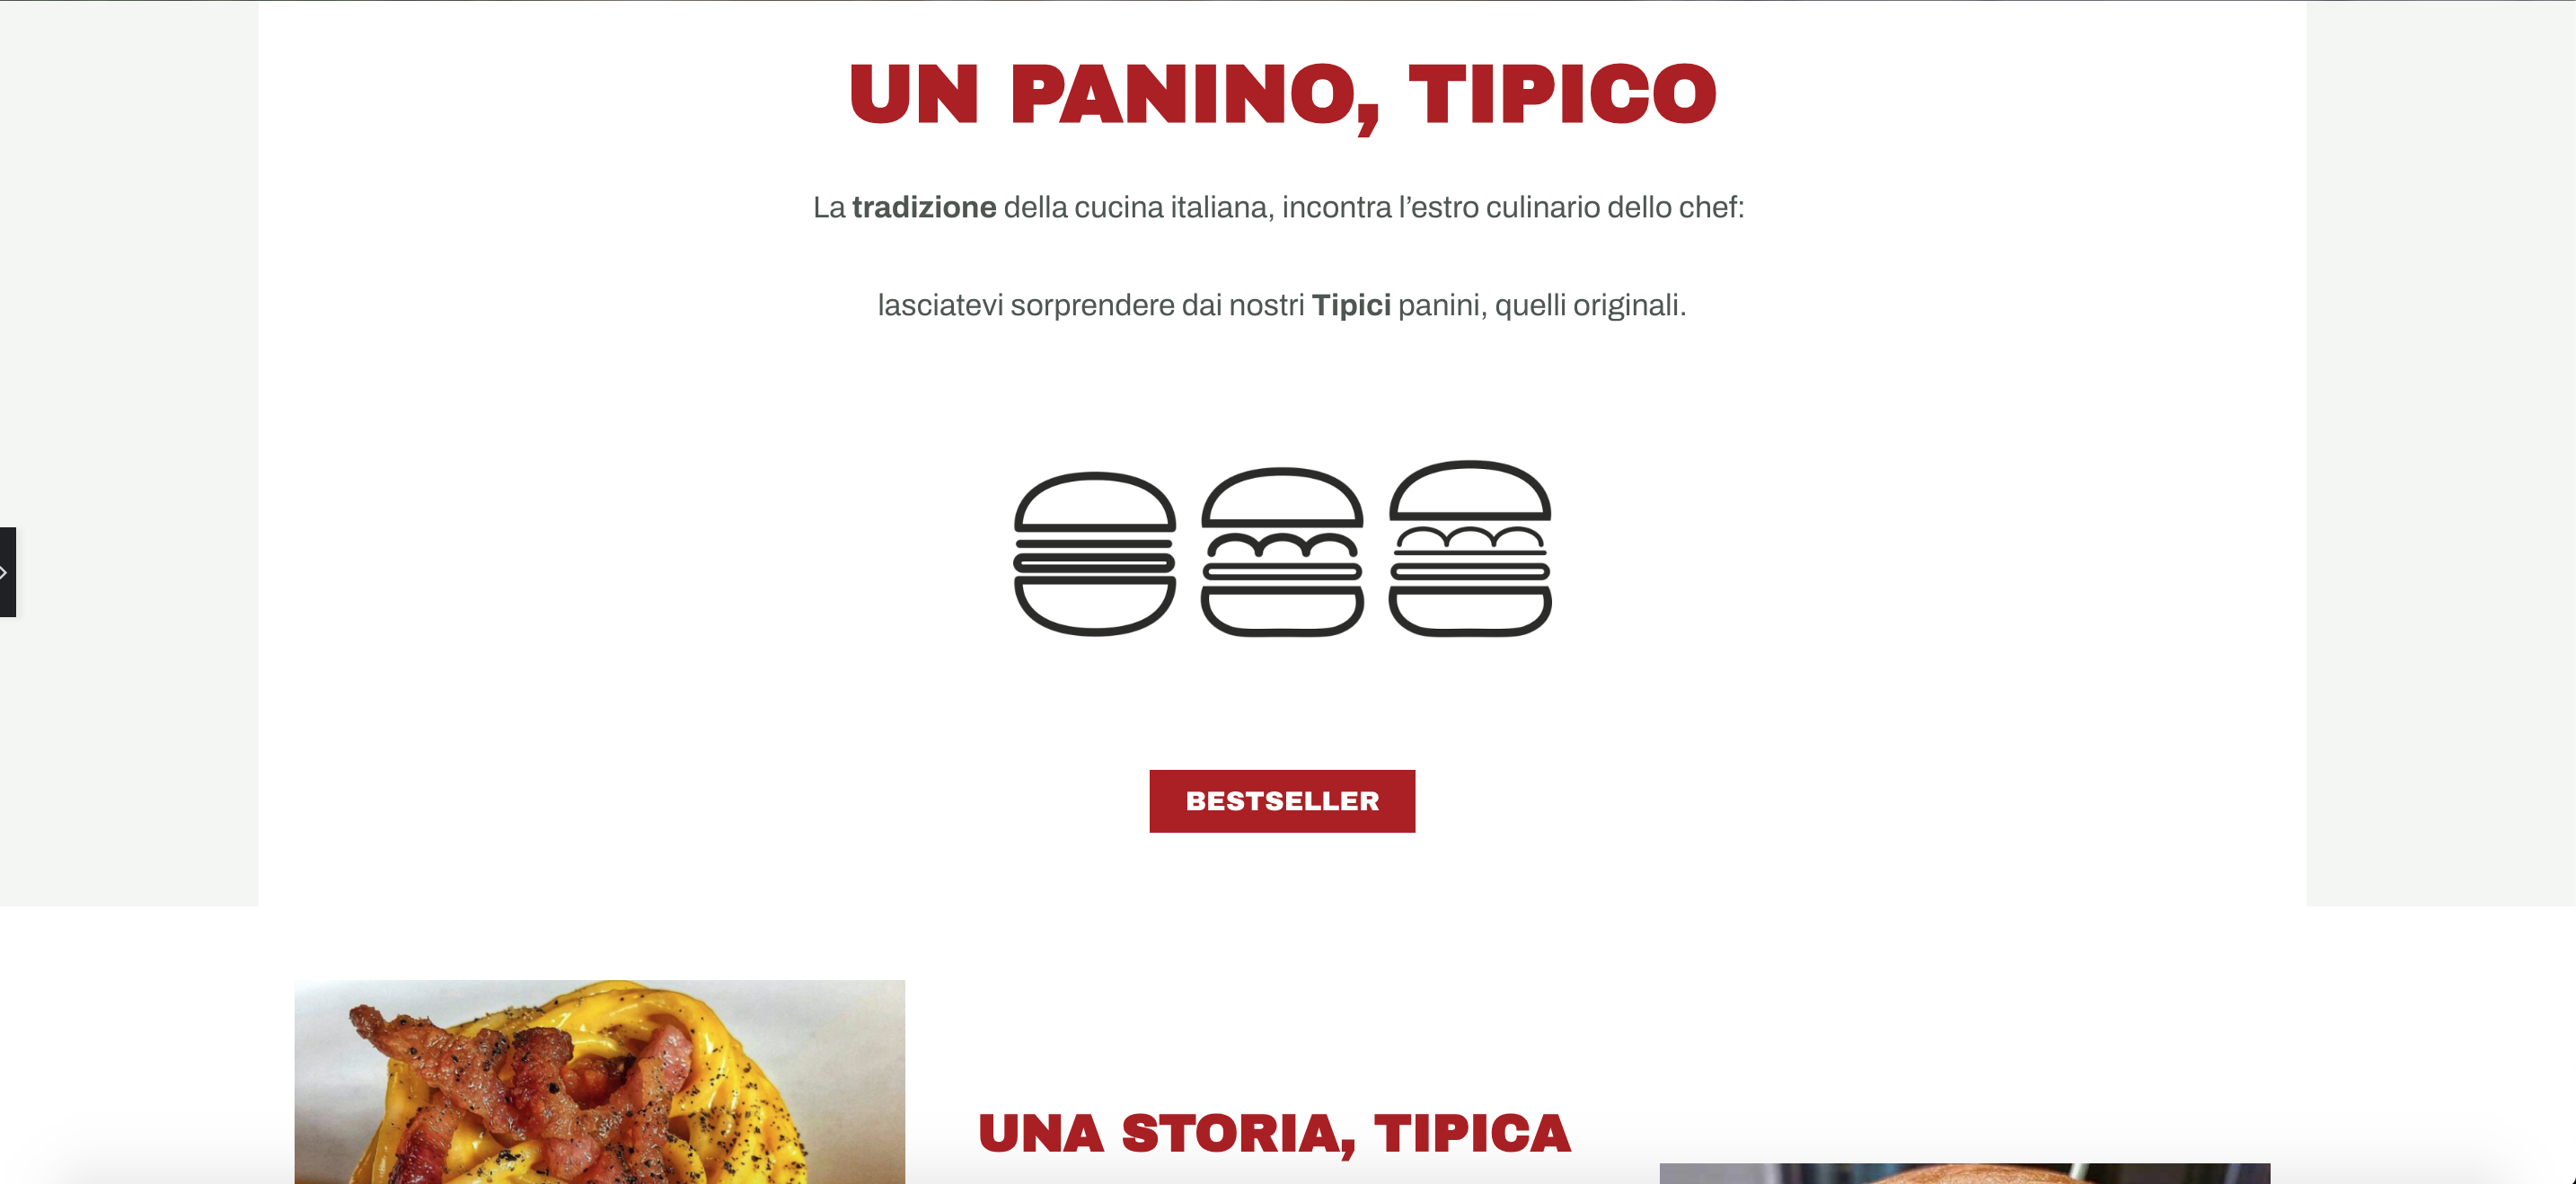 UN PANINO, TIPICO
La tradizione della cucina italiana, incontra l’estro culinario dello chef:
lasciatevi sorprendere dai nostri Tipici panini, quelli originali.
BESTSELLER
UNA STORIA, TIPICA